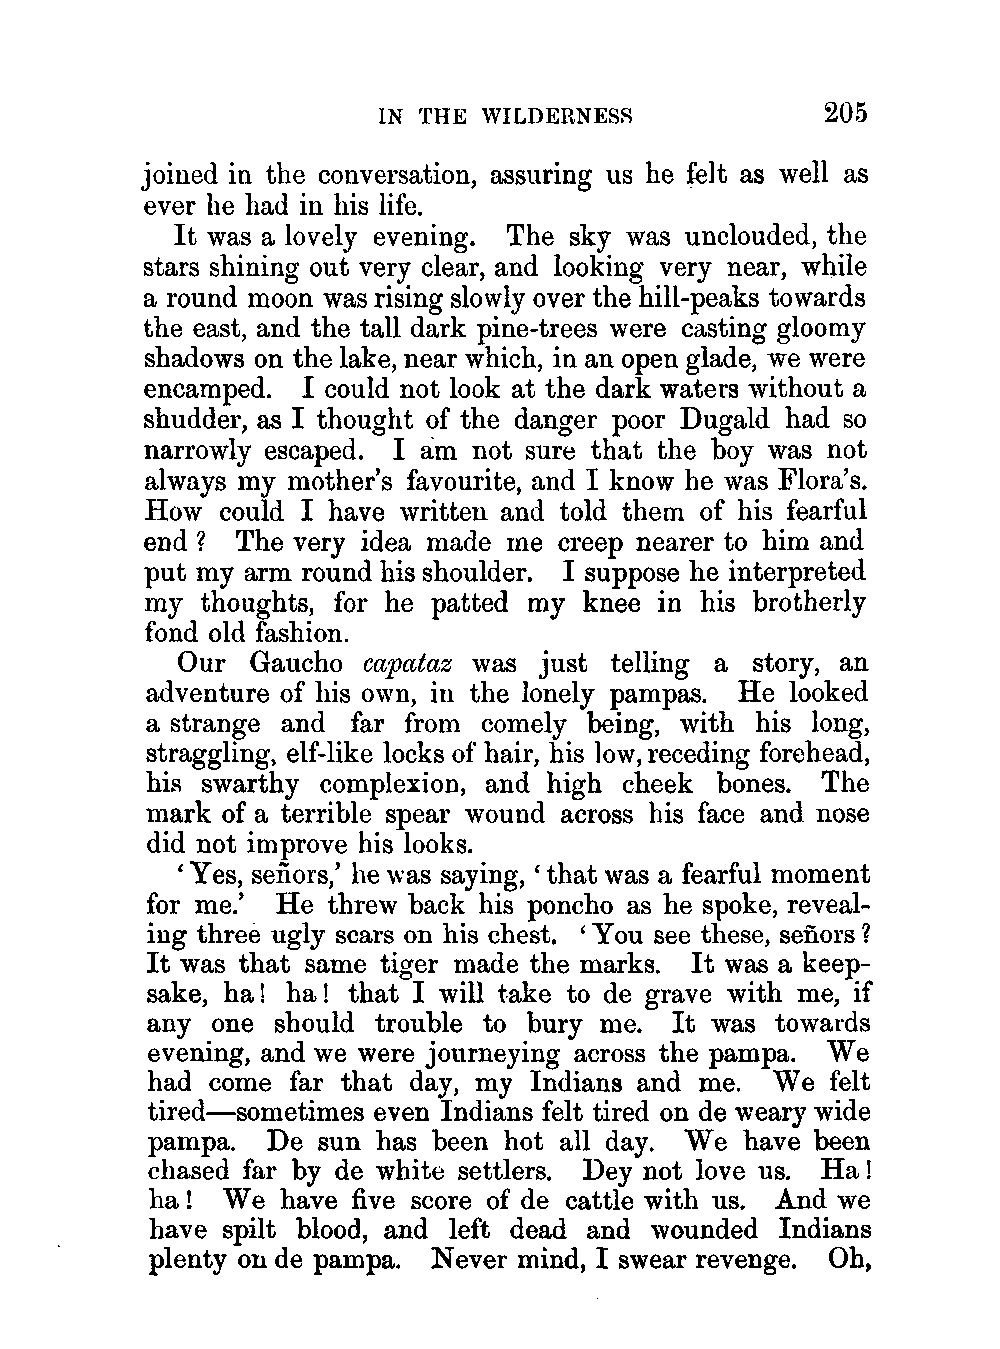 IN THE WILDERNESS 205
joined in the conversation, assuring us he felt as well as
ever he had in his life.
It was a lovely evening. The sky was unclouded, the
stars shining out very clear, and looking very near, while
a round moon was rising slowly over the hill-peaks towards
the east, and the tall dark pine-trees were casting gloomy
shadows on the lake, near which, in an open glade, we were
encamped. I could not look at the dark waters without a
shudder, as I thought of the danger poor Dugald had so
narrowly escaped. I am not sure that the boy was not
always my mother's favourite, and I know he was Flora's.
How could I have written and told them of his fearful
end ? The very idea made me creep nearer to him and
put my arm round his shoulder. I suppose he interpreted
my thoughts, for he patted my knee in his brotherly
fond old fashion.
Our Gaucho capataz was just telling a story, an
adventure of his own, in the lonely pampas. He looked
a strange and far from comely being, with his long,
straggling, elf-like locks of hair, his low, receding forehead,
his swarthy complexion, and high cheek bones. The
mark of a terrible spear wound across his face and nose
did not improve his looks.
'Yes, señors,' he was saying, 'that was a fearful moment
for me.' He threw back his poncho as he spoke, reveal-
ing three ugly scars on his chest. 'You see these, señors ?
It was that same tiger made the marks. It was a keep-
sake, ha! ha! that I will take to de grave with me, if
any one should trouble to bury me. It was towards
evening, and we were journeying across the pampa. We
had come far that day, my Indians and me. We felt
tired—sometimes even Indians felt tired on de weary wide
pampa. De sun has been hot all day. We have been
chased far by de white settlers. Dey not love us. Ha!
ha! We have five score of de cattle with us. And we
have spilt blood, and left dead and wounded Indians
plenty on de pampa. Never mind, I swear revenge. Oh,